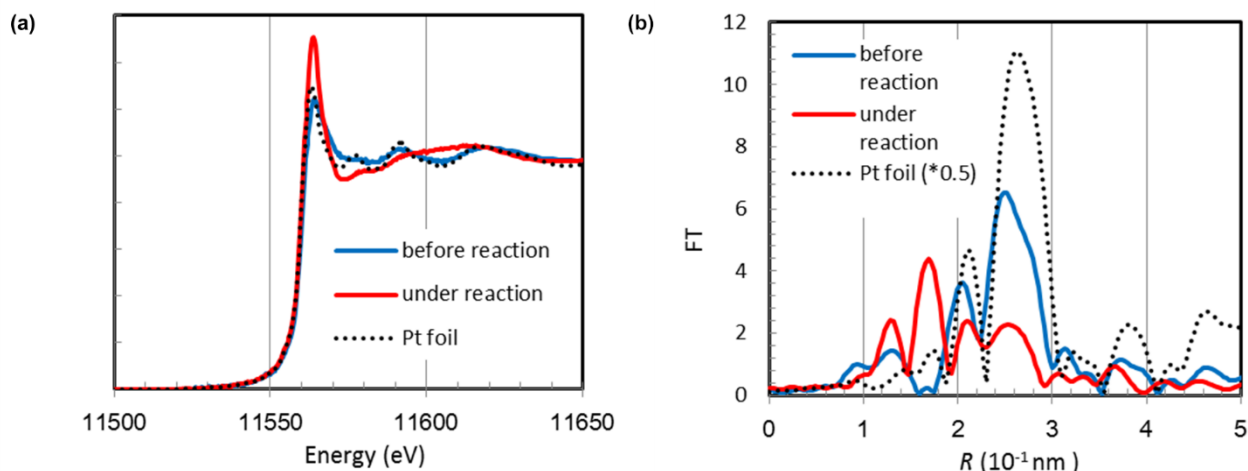 (a)
before reaction
under reaction
Pt foil
11500 11550 11600 11650
Energy (eV)
(b)
12
10
8
6
4
2
0
FT
before
reaction
under
reaction
Pt foil (*0.5)
0 1 2 3 4 5
R (10⁻¹ nm)